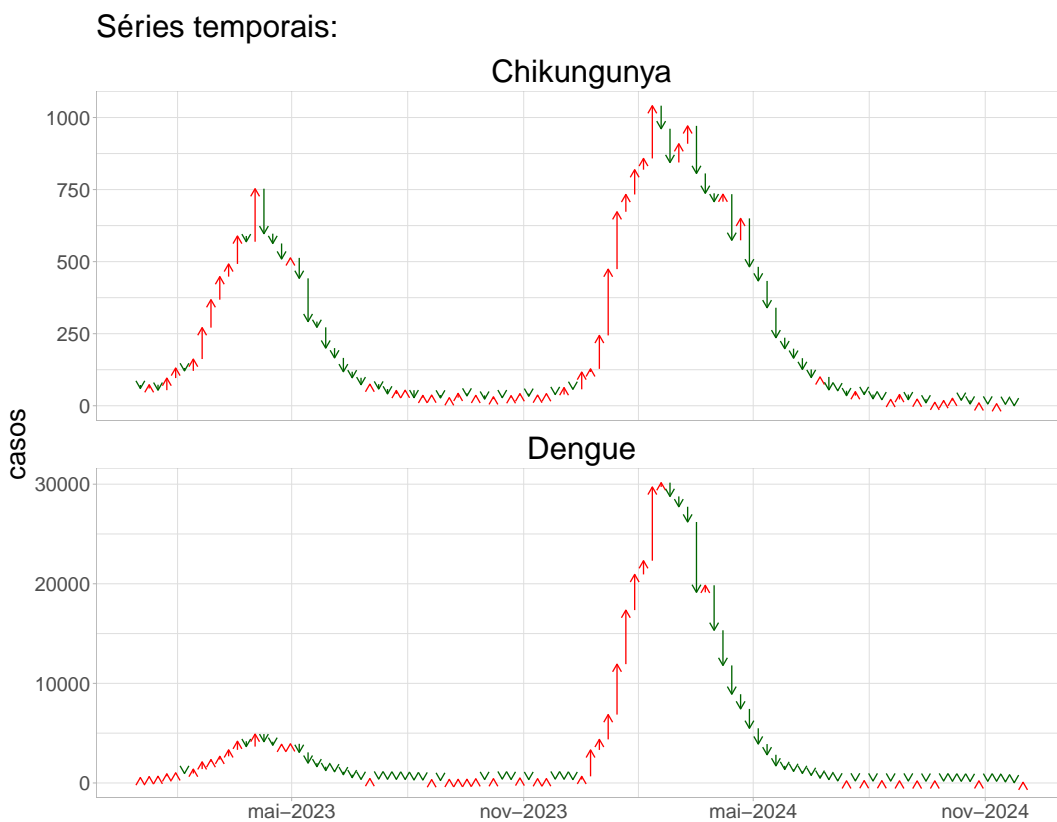 Séries temporais:
Chikungunya
1000
750
500
250
0
casos
Dengue
30000
20000
10000
0
mai–2023 nov–2023 mai–2024 nov–2024